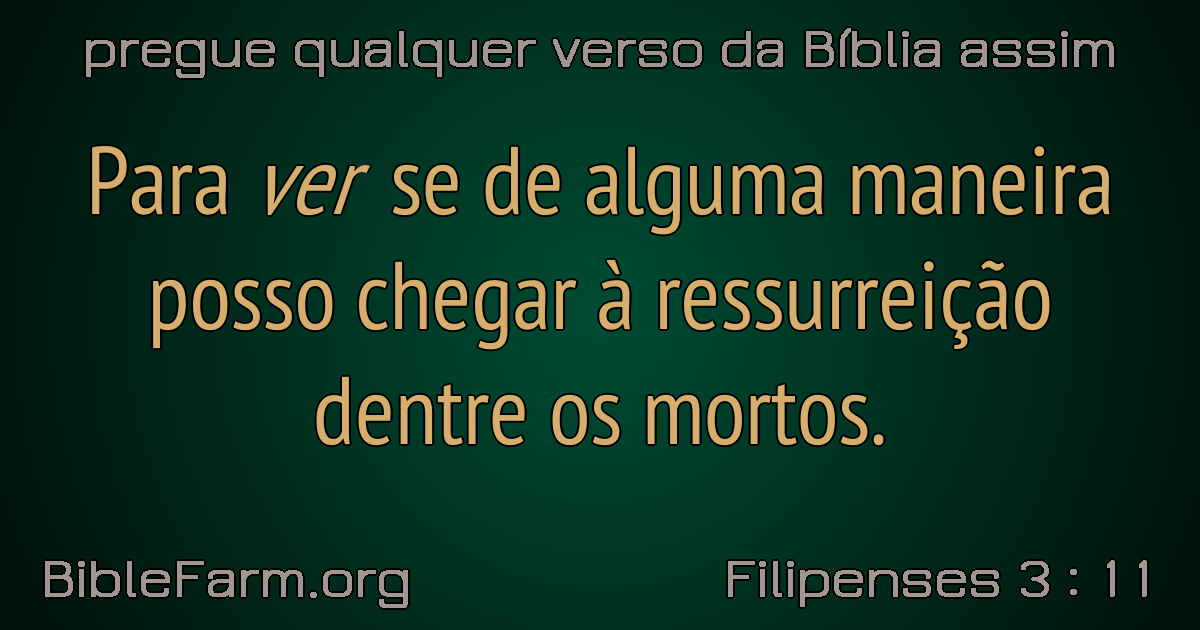 pregue qualquer verso da Bíblia assim
Para ver se de alguma maneira
posso chegar à ressurreição
dentre os mortos.
BibleFarm.org
Filipenses 3 : 11